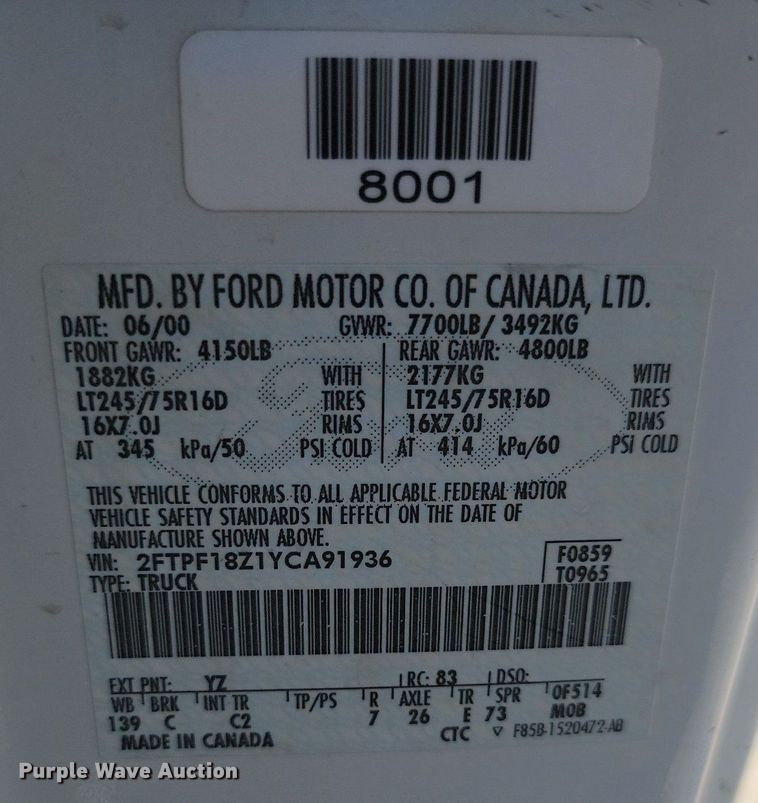 8001
MFD. BY FORD MOTOR CO. OF CANADA, LTD.
DATE: 06/00 GVWR: 7700LB/ 3492KG
FRONT GAWR: 4150LB REAR GAWR: 4800LB
1882KG WITH 2177KG WITH
LT245/75R16D TIRES LT245/75R16D TIRES
16X7.0J RIMS 16X7.0J RIMS
AT 345 kPa/50 PSI COLD AT 414 kPa/60 PSI COLD
THIS VEHICLE CONFORMS TO ALL APPLICABLE FEDERAL MOTOR
VEHICLE SAFETY STANDARDS IN EFFECT ON THE DATE OF
MANUFACTURE SHOWN ABOVE.
VIN: 2FTPF18Z1YCA91936 F0859
TYPE: TRUCK T0965
EXT PNT: YZ RC: 83 DSO:
WB BRK INT TR TP/PS R AXLE TR SPR 0F514
139 C C2 7 26 E 73 MOB
MADE IN CANADA CTC ▽ F85B-1520472-AB
Purple Wave Auction